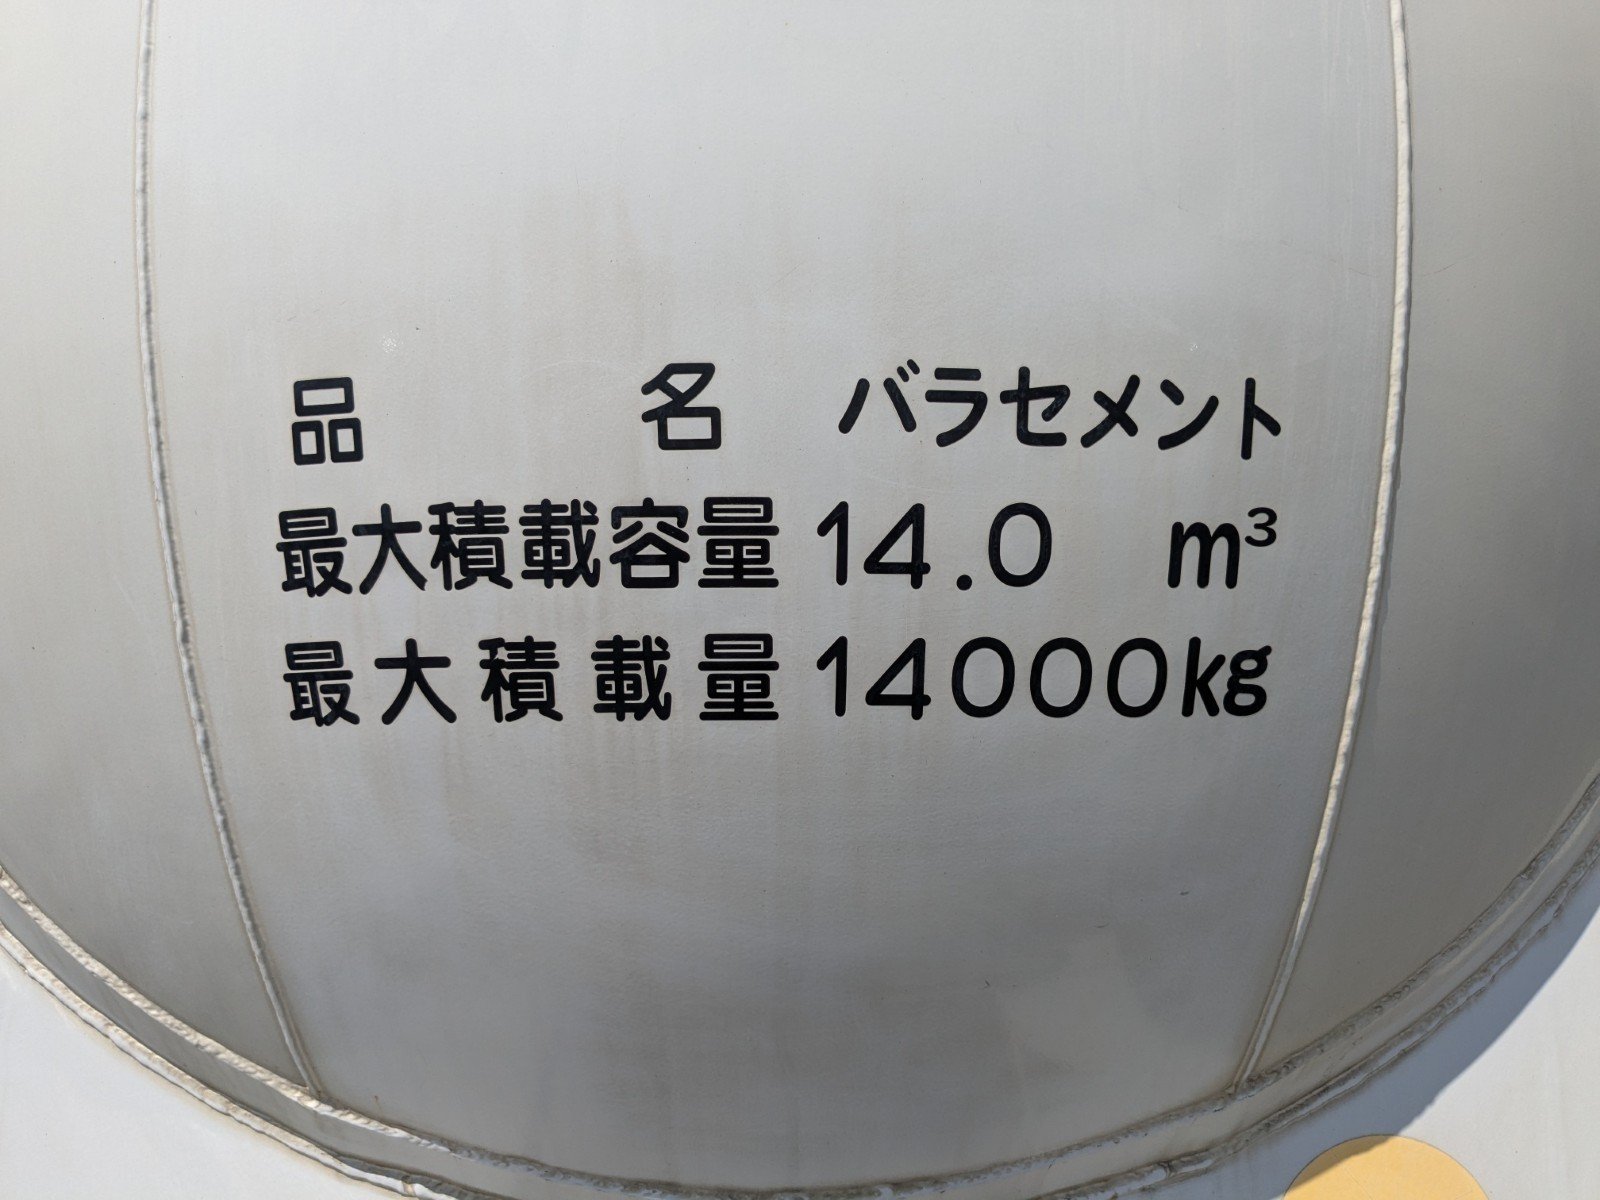 品名 バラセメント
最大積載容量 14.0 m³
最大積載量 14000kg